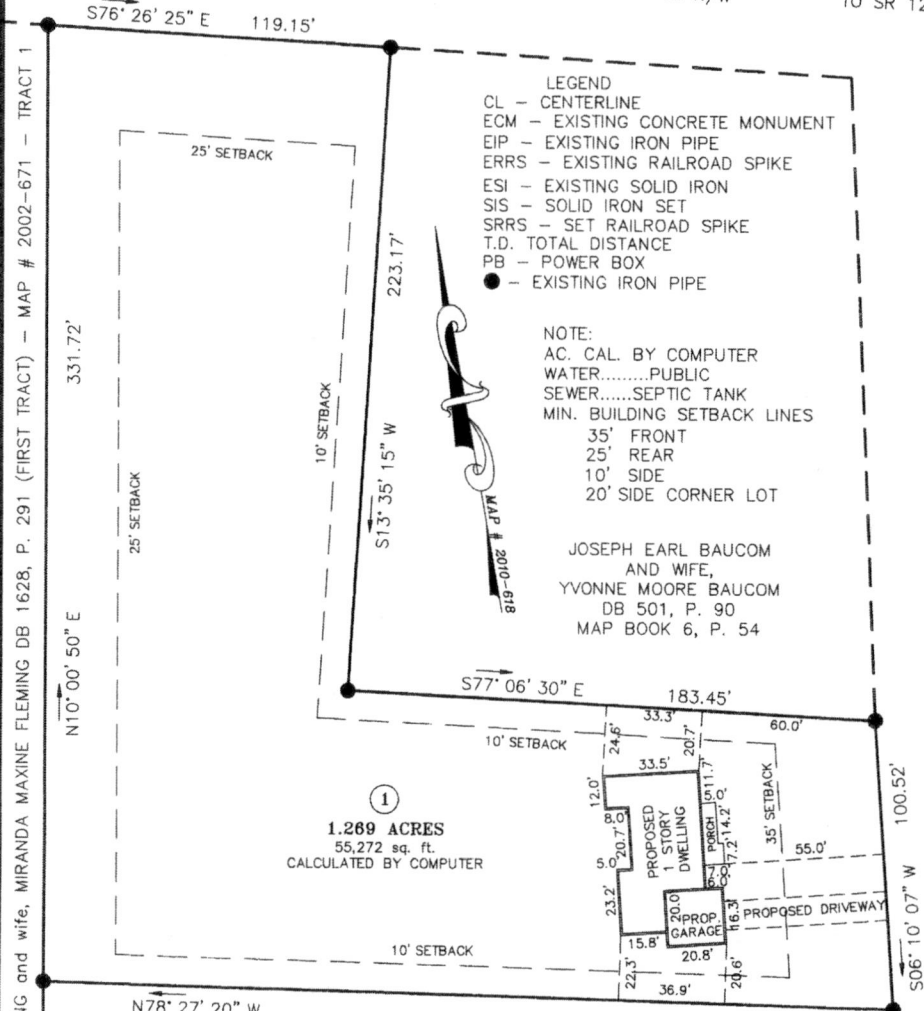 TO SR 12
S76° 26' 25" E 119.15'
NG and wife, MIRANDA MAXINE FLEMING DB 1628, P. 291 (FIRST TRACT) – MAP # 2002–671 – TRACT 1
LEGEND
CL – CENTERLINE
ECM – EXISTING CONCRETE MONUMENT
EIP – EXISTING IRON PIPE
ERRS – EXISTING RAILROAD SPIKE
ESI – EXISTING SOLID IRON
SIS – SOLID IRON SET
SRRS – SET RAILROAD SPIKE
T.D. TOTAL DISTANCE
PB – POWER BOX
● – EXISTING IRON PIPE
NOTE:
AC. CAL. BY COMPUTER
WATER.........PUBLIC
SEWER......SEPTIC TANK
MIN. BUILDING SETBACK LINES
35' FRONT
25' REAR
10' SIDE
20' SIDE CORNER LOT
JOSEPH EARL BAUCOM
AND WIFE,
YVONNE MOORE BAUCOM
DB 501, P. 90
MAP BOOK 6, P. 54
25' SETBACK
331.72'
223.17'
10' SETBACK
25' SETBACK
S13° 35' 15" W
MAP # 2010–618
N10° 00' 50" E
S77° 06' 30" E 183.45'
33.3'
60.0'
24.6'
20.7'
10' SETBACK
33.5'
11.7'
12.0'
5.0'
8.0'
14.2'
35' SETBACK
100.52'
1
1.269 ACRES
55,272 sq. ft.
CALCULATED BY COMPUTER
20.7'
PROPOSED
1 STORY
DWELLING
PORCH
7.2'
55.0'
5.0'
7.0'
6.0'
23.2'
20.0'
PROP.
GARAGE
16.3'
PROPOSED DRIVEWAY
15.8'
20.8'
10' SETBACK
22.3'
20.6'
36.9'
S06° 10' 07" W
N78° 27' 20" W